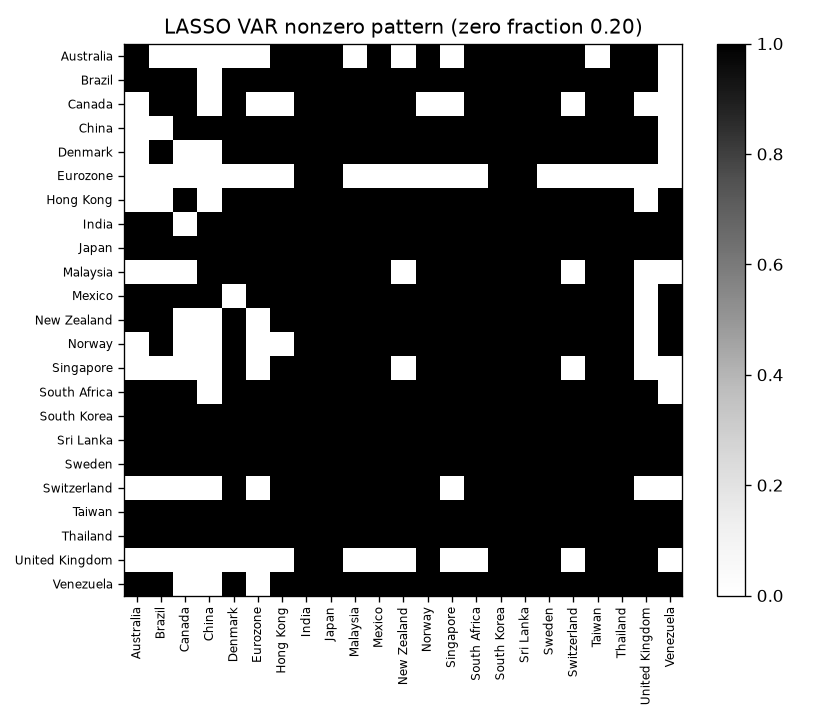 LASSO VAR nonzero pattern (zero fraction 0.20)
Australia
Brazil
Canada
China
Denmark
Eurozone
Hong Kong
India
Japan
Malaysia
Mexico
New Zealand
Norway
Singapore
South Africa
South Korea
Sri Lanka
Sweden
Switzerland
Taiwan
Thailand
United Kingdom
Venezuela
Australia
Brazil
Canada
China
Denmark
Eurozone
Hong Kong
India
Japan
Malaysia
Mexico
New Zealand
Norway
Singapore
South Africa
South Korea
Sri Lanka
Sweden
Switzerland
Taiwan
Thailand
United Kingdom
Venezuela
1.0
0.8
0.6
0.4
0.2
0.0